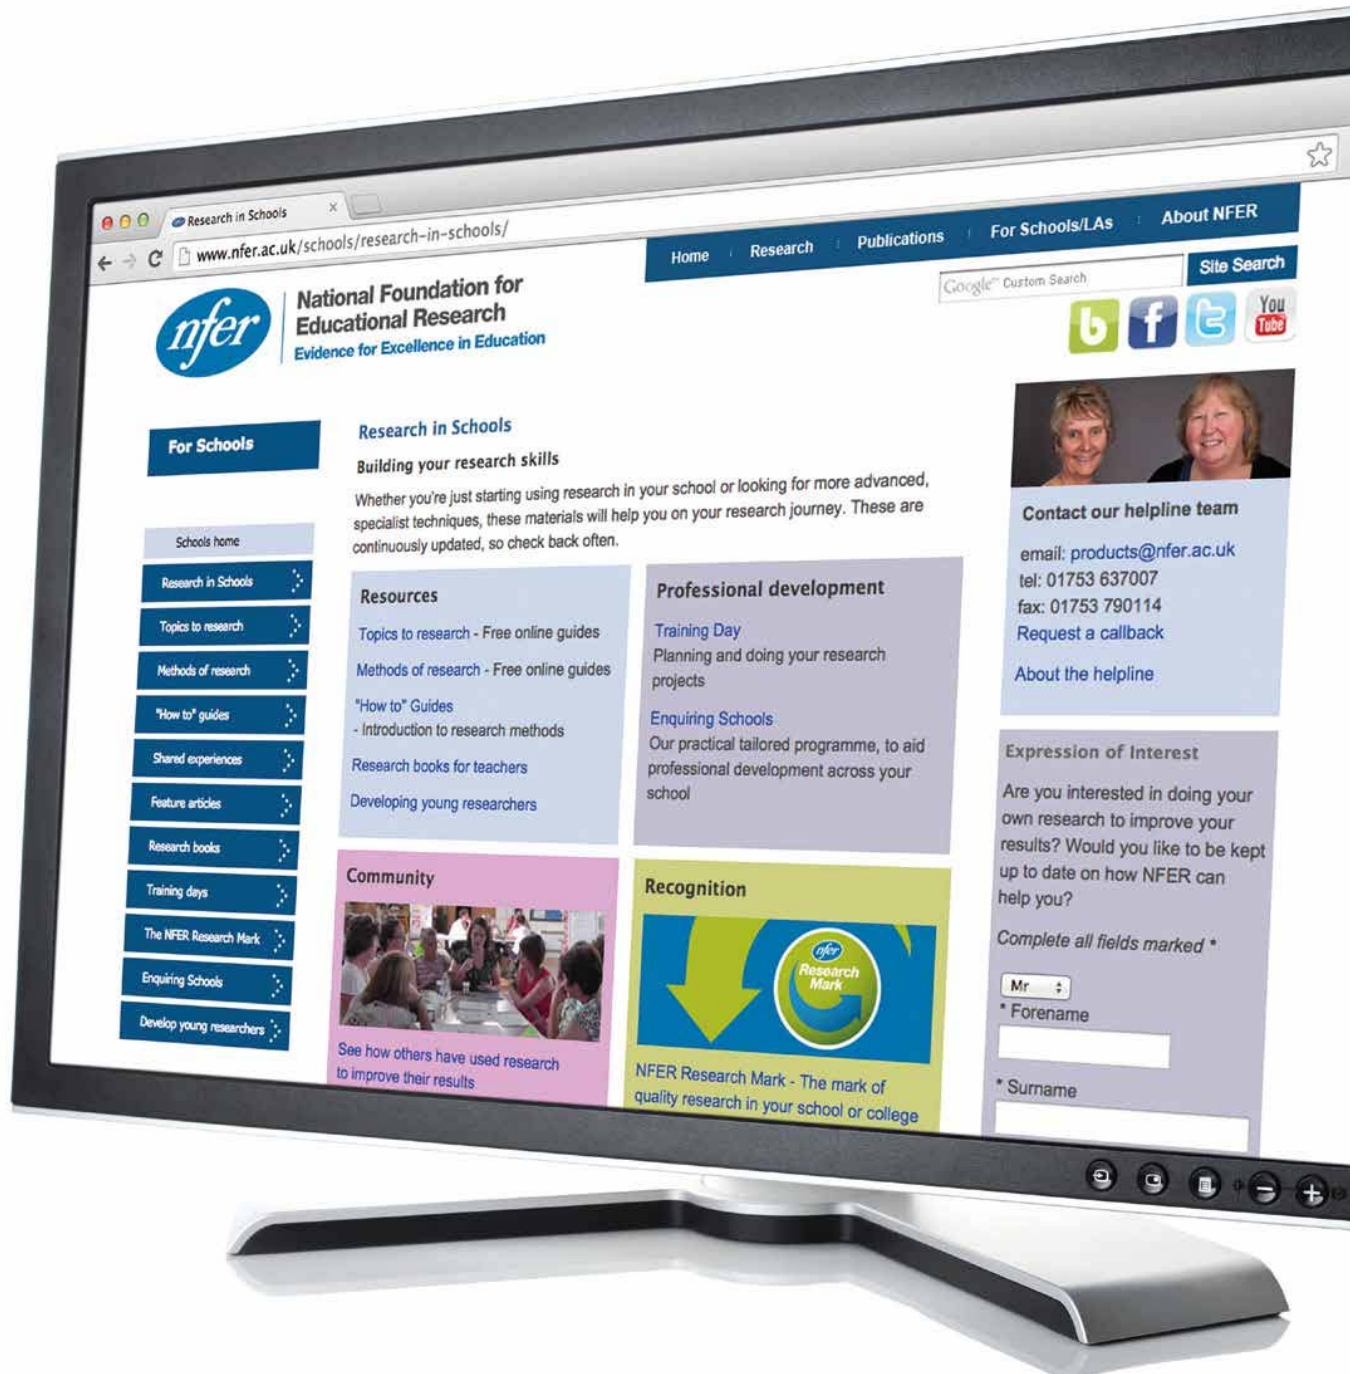 Research in Schools
www.nfer.ac.uk/schools/research-in-schools/
Home
Research
Publications
For Schools/LAs
About NFER
Google™ Custom Search
Site Search
nfer
National Foundation for
Educational Research
Evidence for Excellence in Education
b
f
You
Tube
For Schools
Schools home
Research in Schools
Topics to research
Methods of research
"How to" guides
Shared experiences
Feature articles
Research books
Training days
The NFER Research Mark
Enquiring Schools
Develop young researchers
Research in Schools
Building your research skills
Whether you're just starting using research in your school or looking for more advanced,
specialist techniques, these materials will help you on your research journey. These are
continuously updated, so check back often.
Resources
Topics to research - Free online guides
Methods of research - Free online guides
"How to" Guides
- Introduction to research methods
Research books for teachers
Developing young researchers
Professional development
Training Day
Planning and doing your research
projects
Enquiring Schools
Our practical tailored programme, to aid
professional development across your
school
Community
See how others have used research
to improve their results
Recognition
nfer
Research
Mark
NFER Research Mark - The mark of
quality research in your school or college
Contact our helpline team
email: products@nfer.ac.uk
tel: 01753 637007
fax: 01753 790114
Request a callback
About the helpline
Expression of Interest
Are you interested in doing your
own research to improve your
results? Would you like to be kept
up to date on how NFER can
help you?
Complete all fields marked *
Mr
* Forename
* Surname